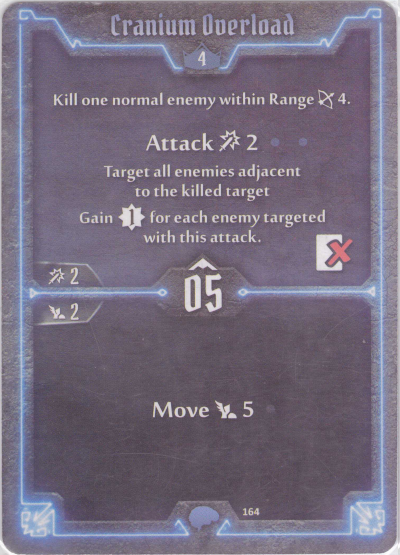 Cranium Overload
4
Kill one normal enemy within Range 4.
Attack 2
Target all enemies adjacent
to the killed target
Gain 1 for each enemy targeted
with this attack.
2
05
2
Move 5
164